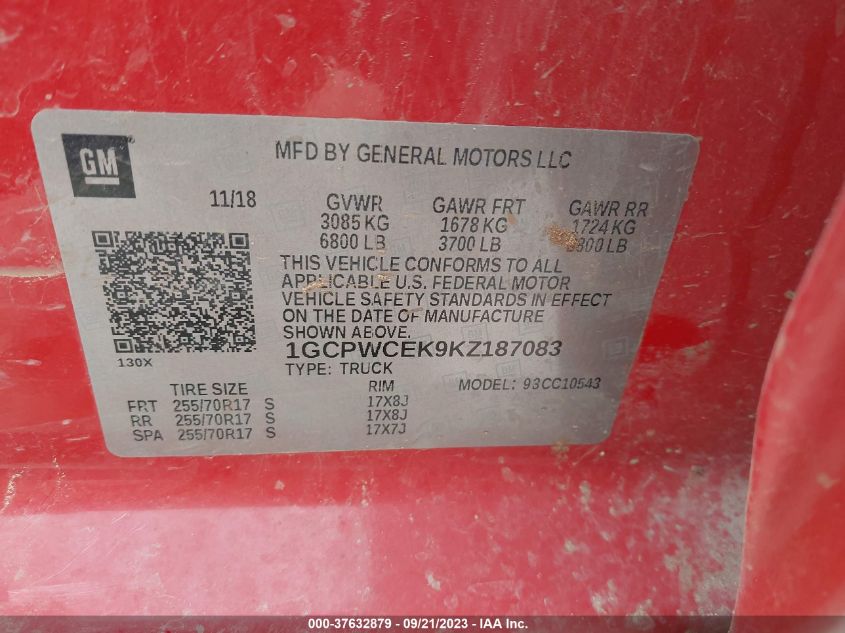 GM
MFD BY GENERAL MOTORS LLC
11/18 GVWR GAWR FRT GAWR RR
3085 KG 1678 KG 1724 KG
6800 LB 3700 LB 3800 LB
THIS VEHICLE CONFORMS TO ALL
APPLICABLE U.S. FEDERAL MOTOR
VEHICLE SAFETY STANDARDS IN EFFECT
ON THE DATE OF MANUFACTURE
SHOWN ABOVE.
1GCPWCEK9KZ187083
130X
TYPE: TRUCK
TIRE SIZE RIM MODEL: 93CC10543
FRT 255/70R17 S 17X8J
RR 255/70R17 S 17X8J
SPA 255/70R17 S 17X7J
000-37632879 - 09/21/2023 - IAA Inc.